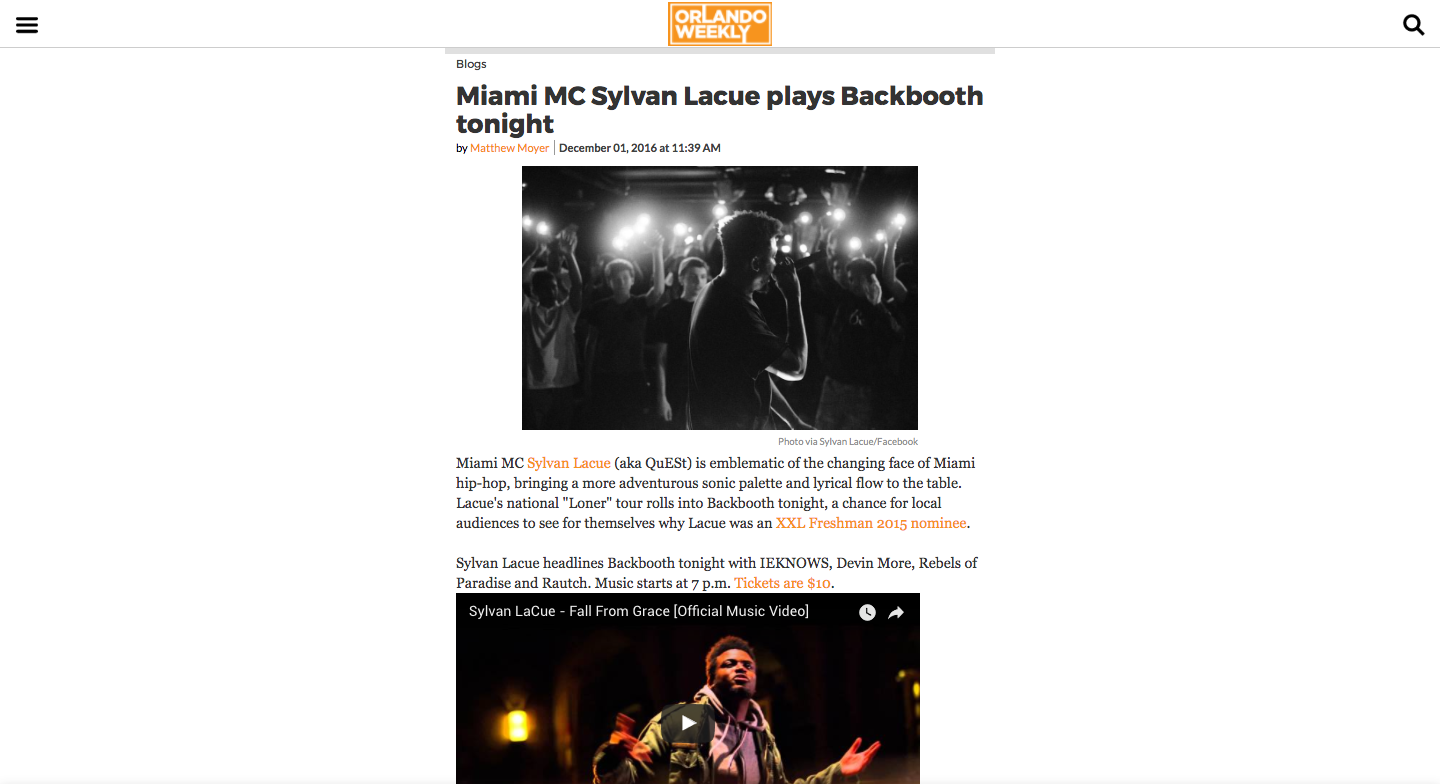 ORLANDO
WEEKLY
Blogs
Miami MC Sylvan Lacue plays Backbooth
tonight
by Matthew Moyer | December 01, 2016 at 11:39 AM
Photo via Sylvan Lacue/Facebook
Miami MC Sylvan Lacue (aka QuESt) is emblematic of the changing face of Miami
hip-hop, bringing a more adventurous sonic palette and lyrical flow to the table.
Lacue's national "Loner" tour rolls into Backbooth tonight, a chance for local
audiences to see for themselves why Lacue was an XXL Freshman 2015 nominee.
Sylvan Lacue headlines Backbooth tonight with IEKNOWS, Devin More, Rebels of
Paradise and Rautch. Music starts at 7 p.m. Tickets are $10.
Sylvan LaCue - Fall From Grace [Official Music Video]